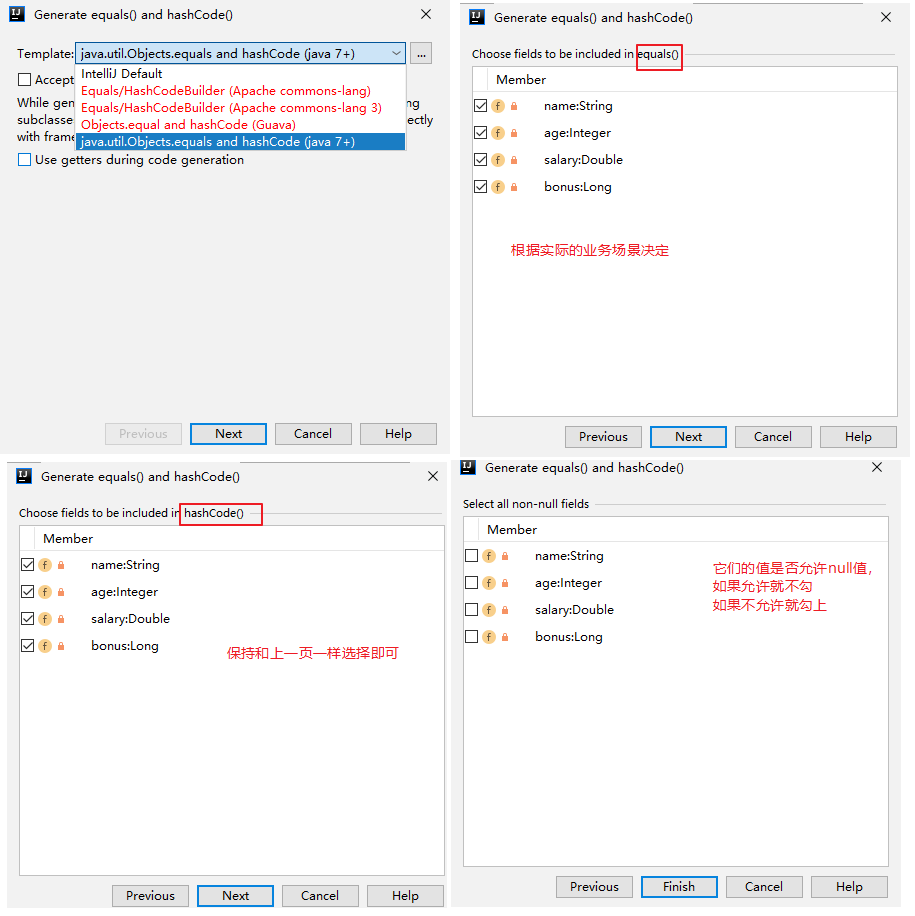 Generate equals() and hashCode()
Template: java.util.Objects.equals and hashCode (java 7+) ...
IntelliJ Default
Equals/HashCodeBuilder (Apache commons-lang)
Equals/HashCodeBuilder (Apache commons-lang 3)
Objects.equal and hashCode (Guava)
java.util.Objects.equals and hashCode (java 7+)
Accept
While gen ng
subclasse ectly
with frame
Use getters during code generation
Previous Next Cancel Help
Generate equals() and hashCode()
Choose fields to be included in equals()
Member
f name:String
f age:Integer
f salary:Double
f bonus:Long
根据实际的业务场景决定
Previous Next Cancel Help
Generate equals() and hashCode()
Choose fields to be included in hashCode()
Member
f name:String
f age:Integer
f salary:Double
f bonus:Long
保持和上一页一样选择即可
Previous Next Cancel Help
Generate equals() and hashCode()
Select all non-null fields
Member
f name:String
f age:Integer
f salary:Double
f bonus:Long
它们的值是否允许null值，
如果允许就不勾
如果不允许就勾上
Previous Finish Cancel Help